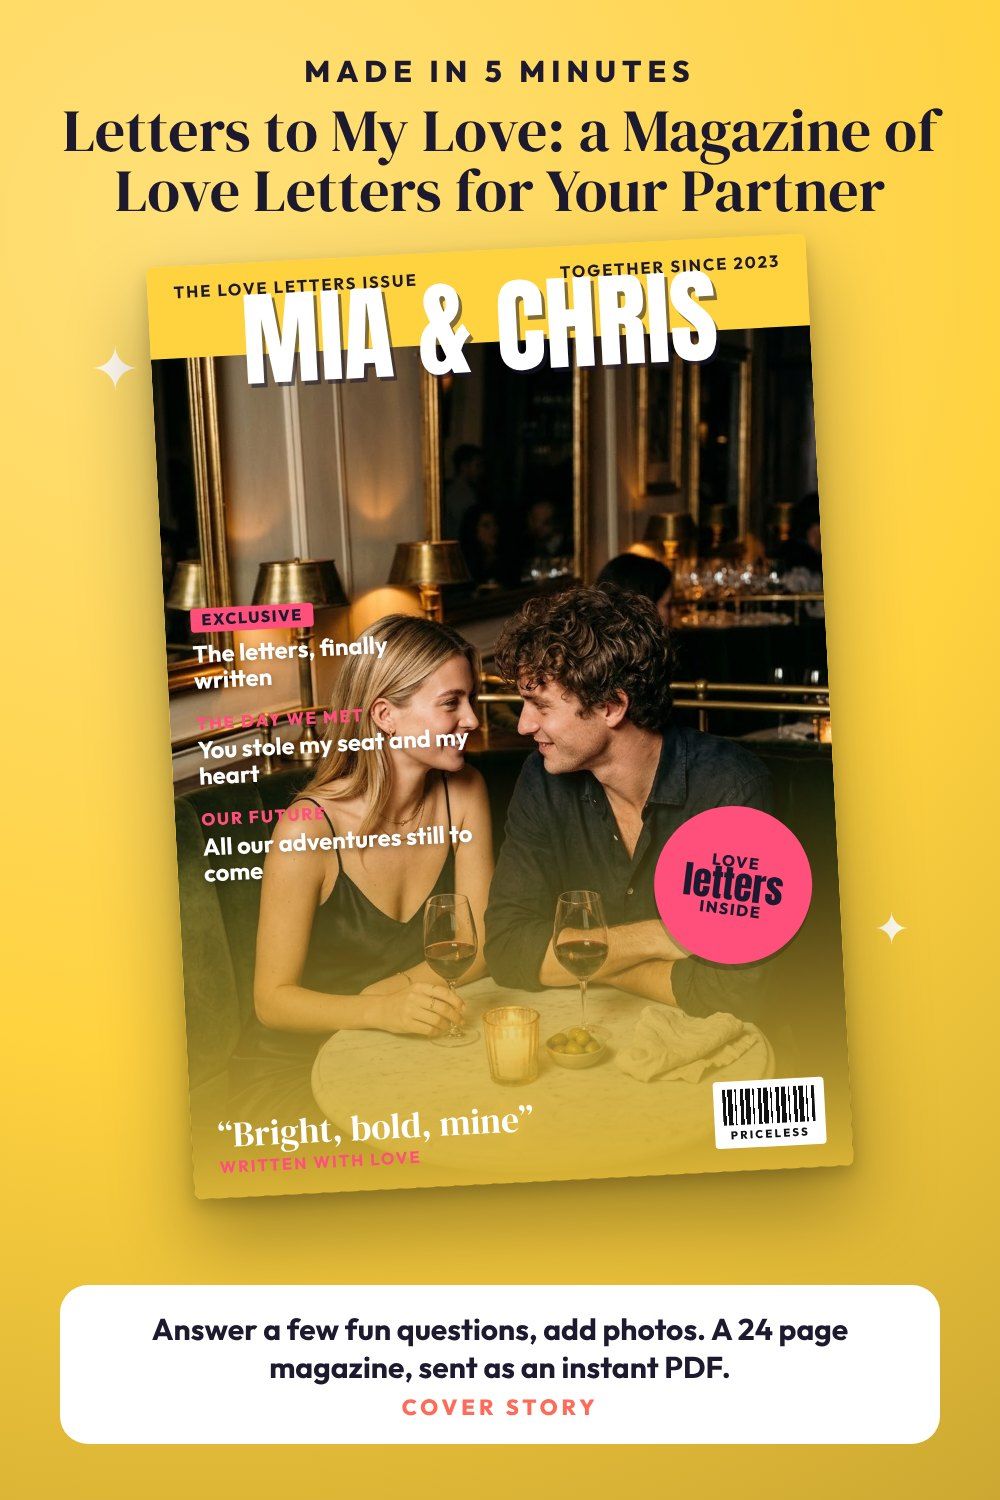 MADE IN 5 MINUTES
Letters to My Love: a Magazine of
Love Letters for Your Partner
THE LOVE LETTERS ISSUE
TOGETHER SINCE 2023
MIA & CHRIS
EXCLUSIVE
The letters, finally
written
THE DAY WE MET
You stole my seat and my
heart
OUR FUTURE
All our adventures still to
come
LOVE
letters
INSIDE
“Bright, bold, mine”
WRITTEN WITH LOVE
PRICELESS
Answer a few fun questions, add photos. A 24 page
magazine, sent as an instant PDF.
COVER STORY